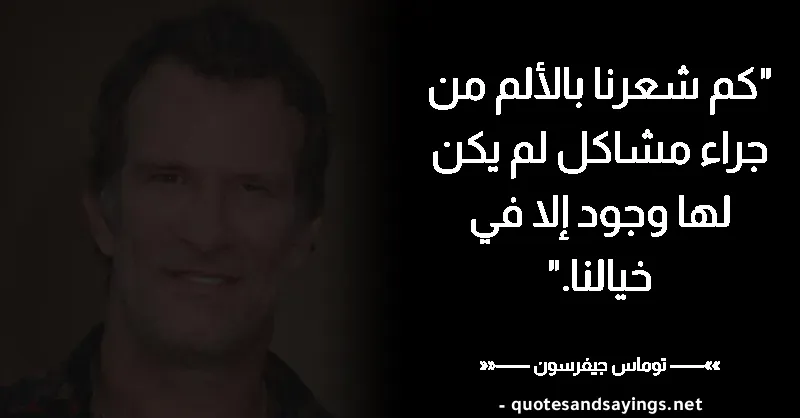 "كم شعرنا بالألم من
جراء مشاكل لم يكن
لها وجود إلا في
خيالنا."
»»—— توماس جيفرسون ——««
- quotesandsayings.net